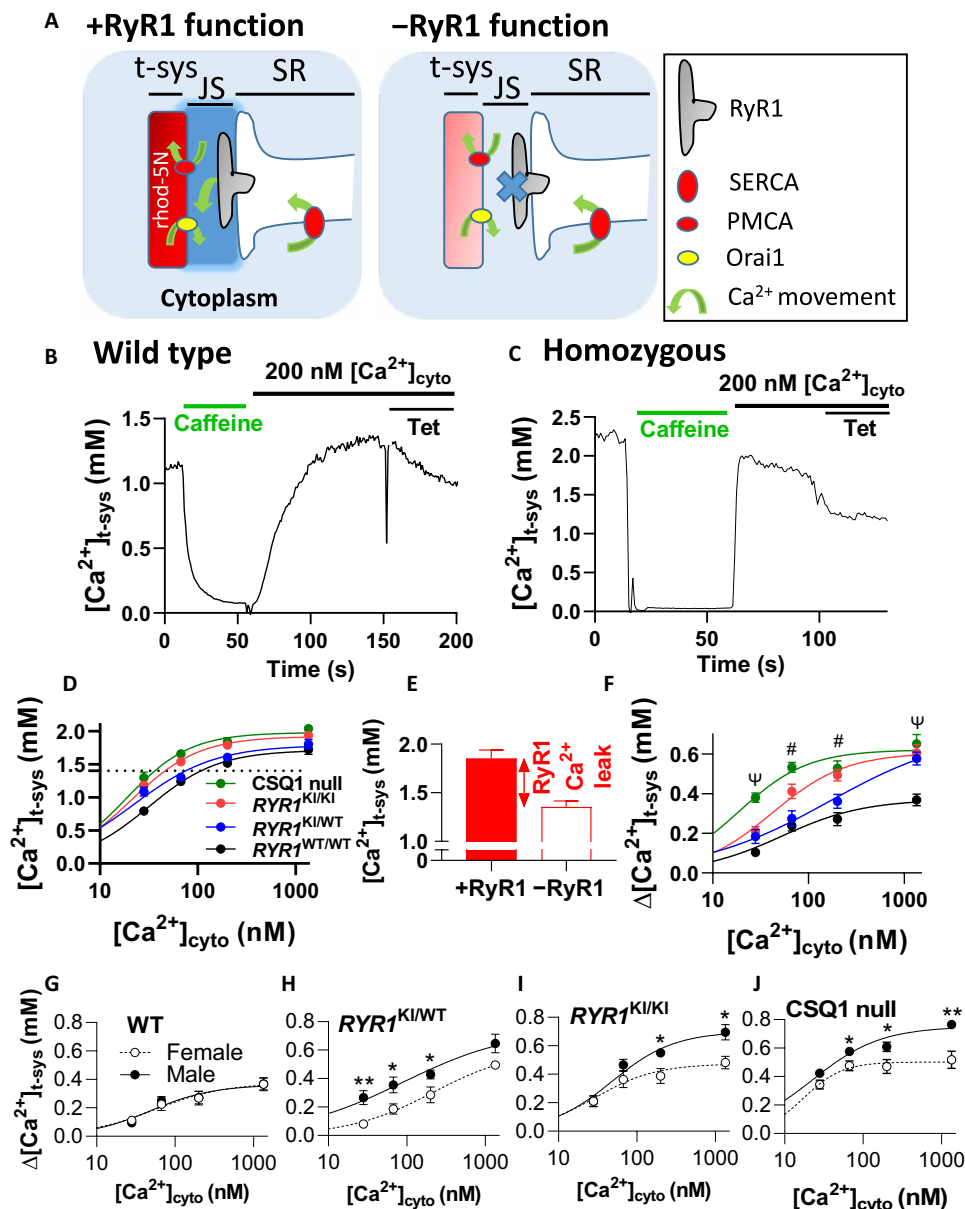 A
+RyR1 function
−RyR1 function
t-sys
JS
SR
rhod-5N
Cytoplasm
t-sys
JS
SR
RyR1
SERCA
PMCA
Orai1
Ca²⁺ movement
B
Wild type
200 nM [Ca²⁺]cyto
Caffeine
Tet
[Ca²⁺]t-sys (mM)
1.5
1.0
0.5
0.0
0
50
100
150
200
Time (s)
C
Homozygous
200 nM [Ca²⁺]cyto
Caffeine
Tet
[Ca²⁺]t-sys (mM)
2.5
2.0
1.5
1.0
0.5
0.0
0
50
100
Time (s)
D
[Ca²⁺]t-sys (mM)
2.0
1.5
1.0
0.5
0.0
10
100
1000
CSQ1 null
RYR1KI/KI
RYR1KI/WT
RYR1WT/WT
[Ca²⁺]cyto (nM)
E
[Ca²⁺]t-sys (mM)
2.0
1.5
1.0
0
RyR1
Ca²⁺
leak
+RyR1
−RyR1
F
Δ[Ca²⁺]t-sys (mM)
0.6
0.4
0.2
0.0
Ψ
#
#
Ψ
10
100
1000
[Ca²⁺]cyto (nM)
G
WT
Female
Male
Δ[Ca²⁺]t-sys (mM)
0.8
0.6
0.4
0.2
0.0
10
100
1000
[Ca²⁺]cyto (nM)
H
RYR1KI/WT
0.8
0.6
0.4
0.2
0.0
**
*
*
10
100
1000
[Ca²⁺]cyto (nM)
I
RYR1KI/KI
0.8
0.6
0.4
0.2
0.0
*
*
10
100
1000
[Ca²⁺]cyto (nM)
J
CSQ1 null
0.8
0.6
0.4
0.2
0.0
*
*
**
10
100
1000
[Ca²⁺]cyto (nM)